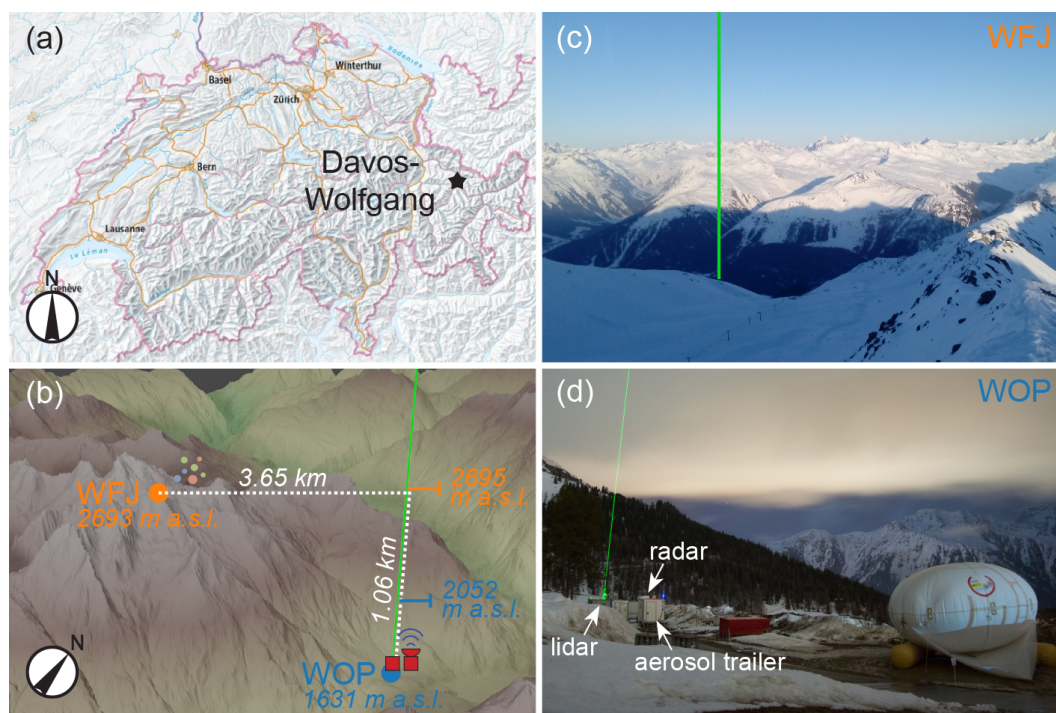 (a)
Basel
Winterthur
Bodensee
Zürich
Bern
Davos-
Wolfgang
Lausanne
Le Léman
Genève
N
(c)
WFJ
(b)
3.65 km
WFJ
2693 m a.s.l.
2695
m a.s.l.
1.06 km
2052
m a.s.l.
N
WOP
1631 m a.s.l.
(d)
WOP
radar
lidar
aerosol trailer